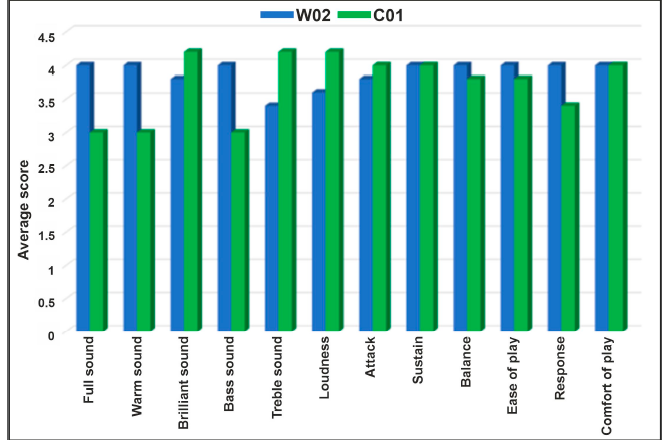 W02 C01
4.5
4
3.5
3
2.5
2
1.5
1
0.5
0
Average score
Full sound
Warm sound
Brilliant sound
Bass sound
Treble sound
Loudness
Attack
Sustain
Balance
Ease of play
Response
Comfort of play